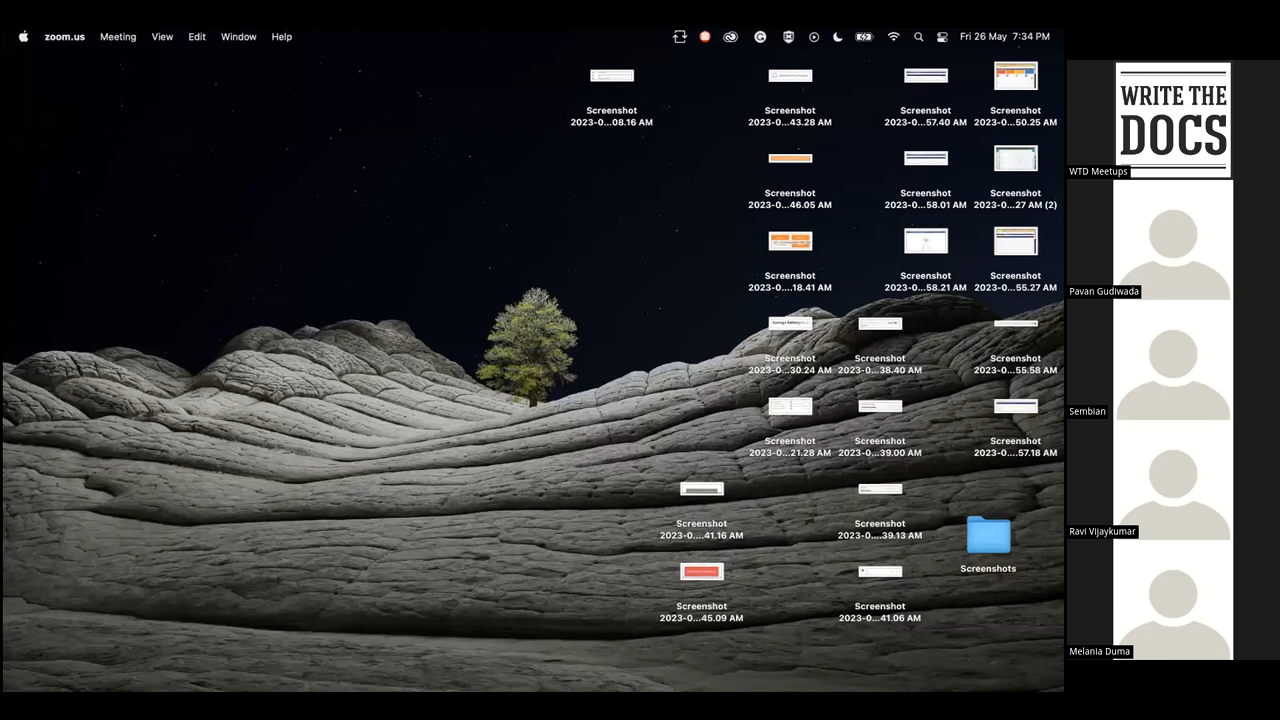 zoom.us Meeting View Edit Window Help Fri 26 May 7:34 PM
Screenshot
2023-0...08.16 AM
Screenshot
2023-0...43.28 AM
Screenshot
2023-0...57.40 AM
Screenshot
2023-0...50.25 AM
Screenshot
2023-0...46.05 AM
Screenshot
2023-0...58.01 AM
Screenshot
2023-0...27 AM (2)
Screenshot
2023-0....18.41 AM
Screenshot
2023-0...58.21 AM
Screenshot
2023-0...55.27 AM
Screenshot
2023-0...30.24 AM
Screenshot
2023-0...38.40 AM
Screenshot
2023-0...55.58 AM
Screenshot
2023-0...21.28 AM
Screenshot
2023-0...39.00 AM
Screenshot
2023-0....57.18 AM
Screenshot
2023-0....41.16 AM
Screenshot
2023-0....39.13 AM
Screenshots
Screenshot
2023-0...45.09 AM
Screenshot
2023-0...41.06 AM
WRITE THE
DOCS
WTD Meetups
Pavan Gudiwada
Sembian
Ravi Vijaykumar
Melania Duma